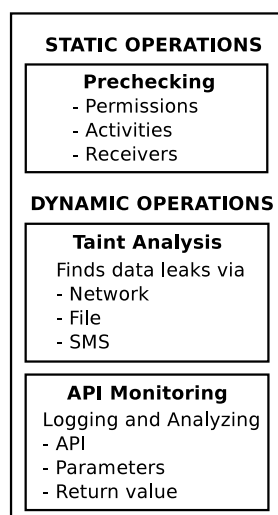 STATIC OPERATIONS
Prechecking
- Permissions
- Activities
- Receivers
DYNAMIC OPERATIONS
Taint Analysis
Finds data leaks via
- Network
- File
- SMS
API Monitoring
Logging and Analyzing
- API
- Parameters
- Return value